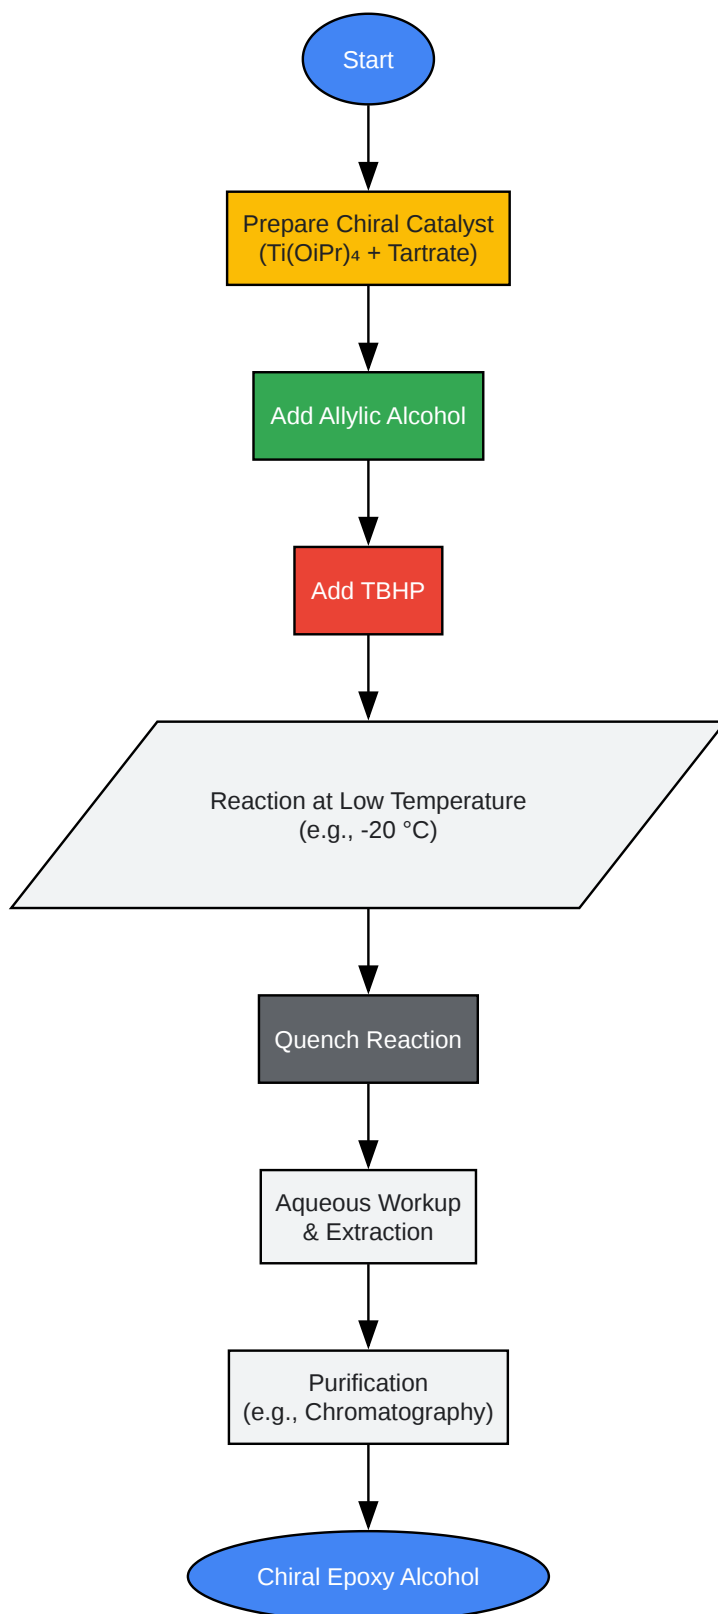 Start
Prepare Chiral Catalyst
(Ti(OiPr)₄ + Tartrate)
Add Allylic Alcohol
Add TBHP
Reaction at Low Temperature
(e.g., -20 °C)
Quench Reaction
Aqueous Workup
& Extraction
Purification
(e.g., Chromatography)
Chiral Epoxy Alcohol